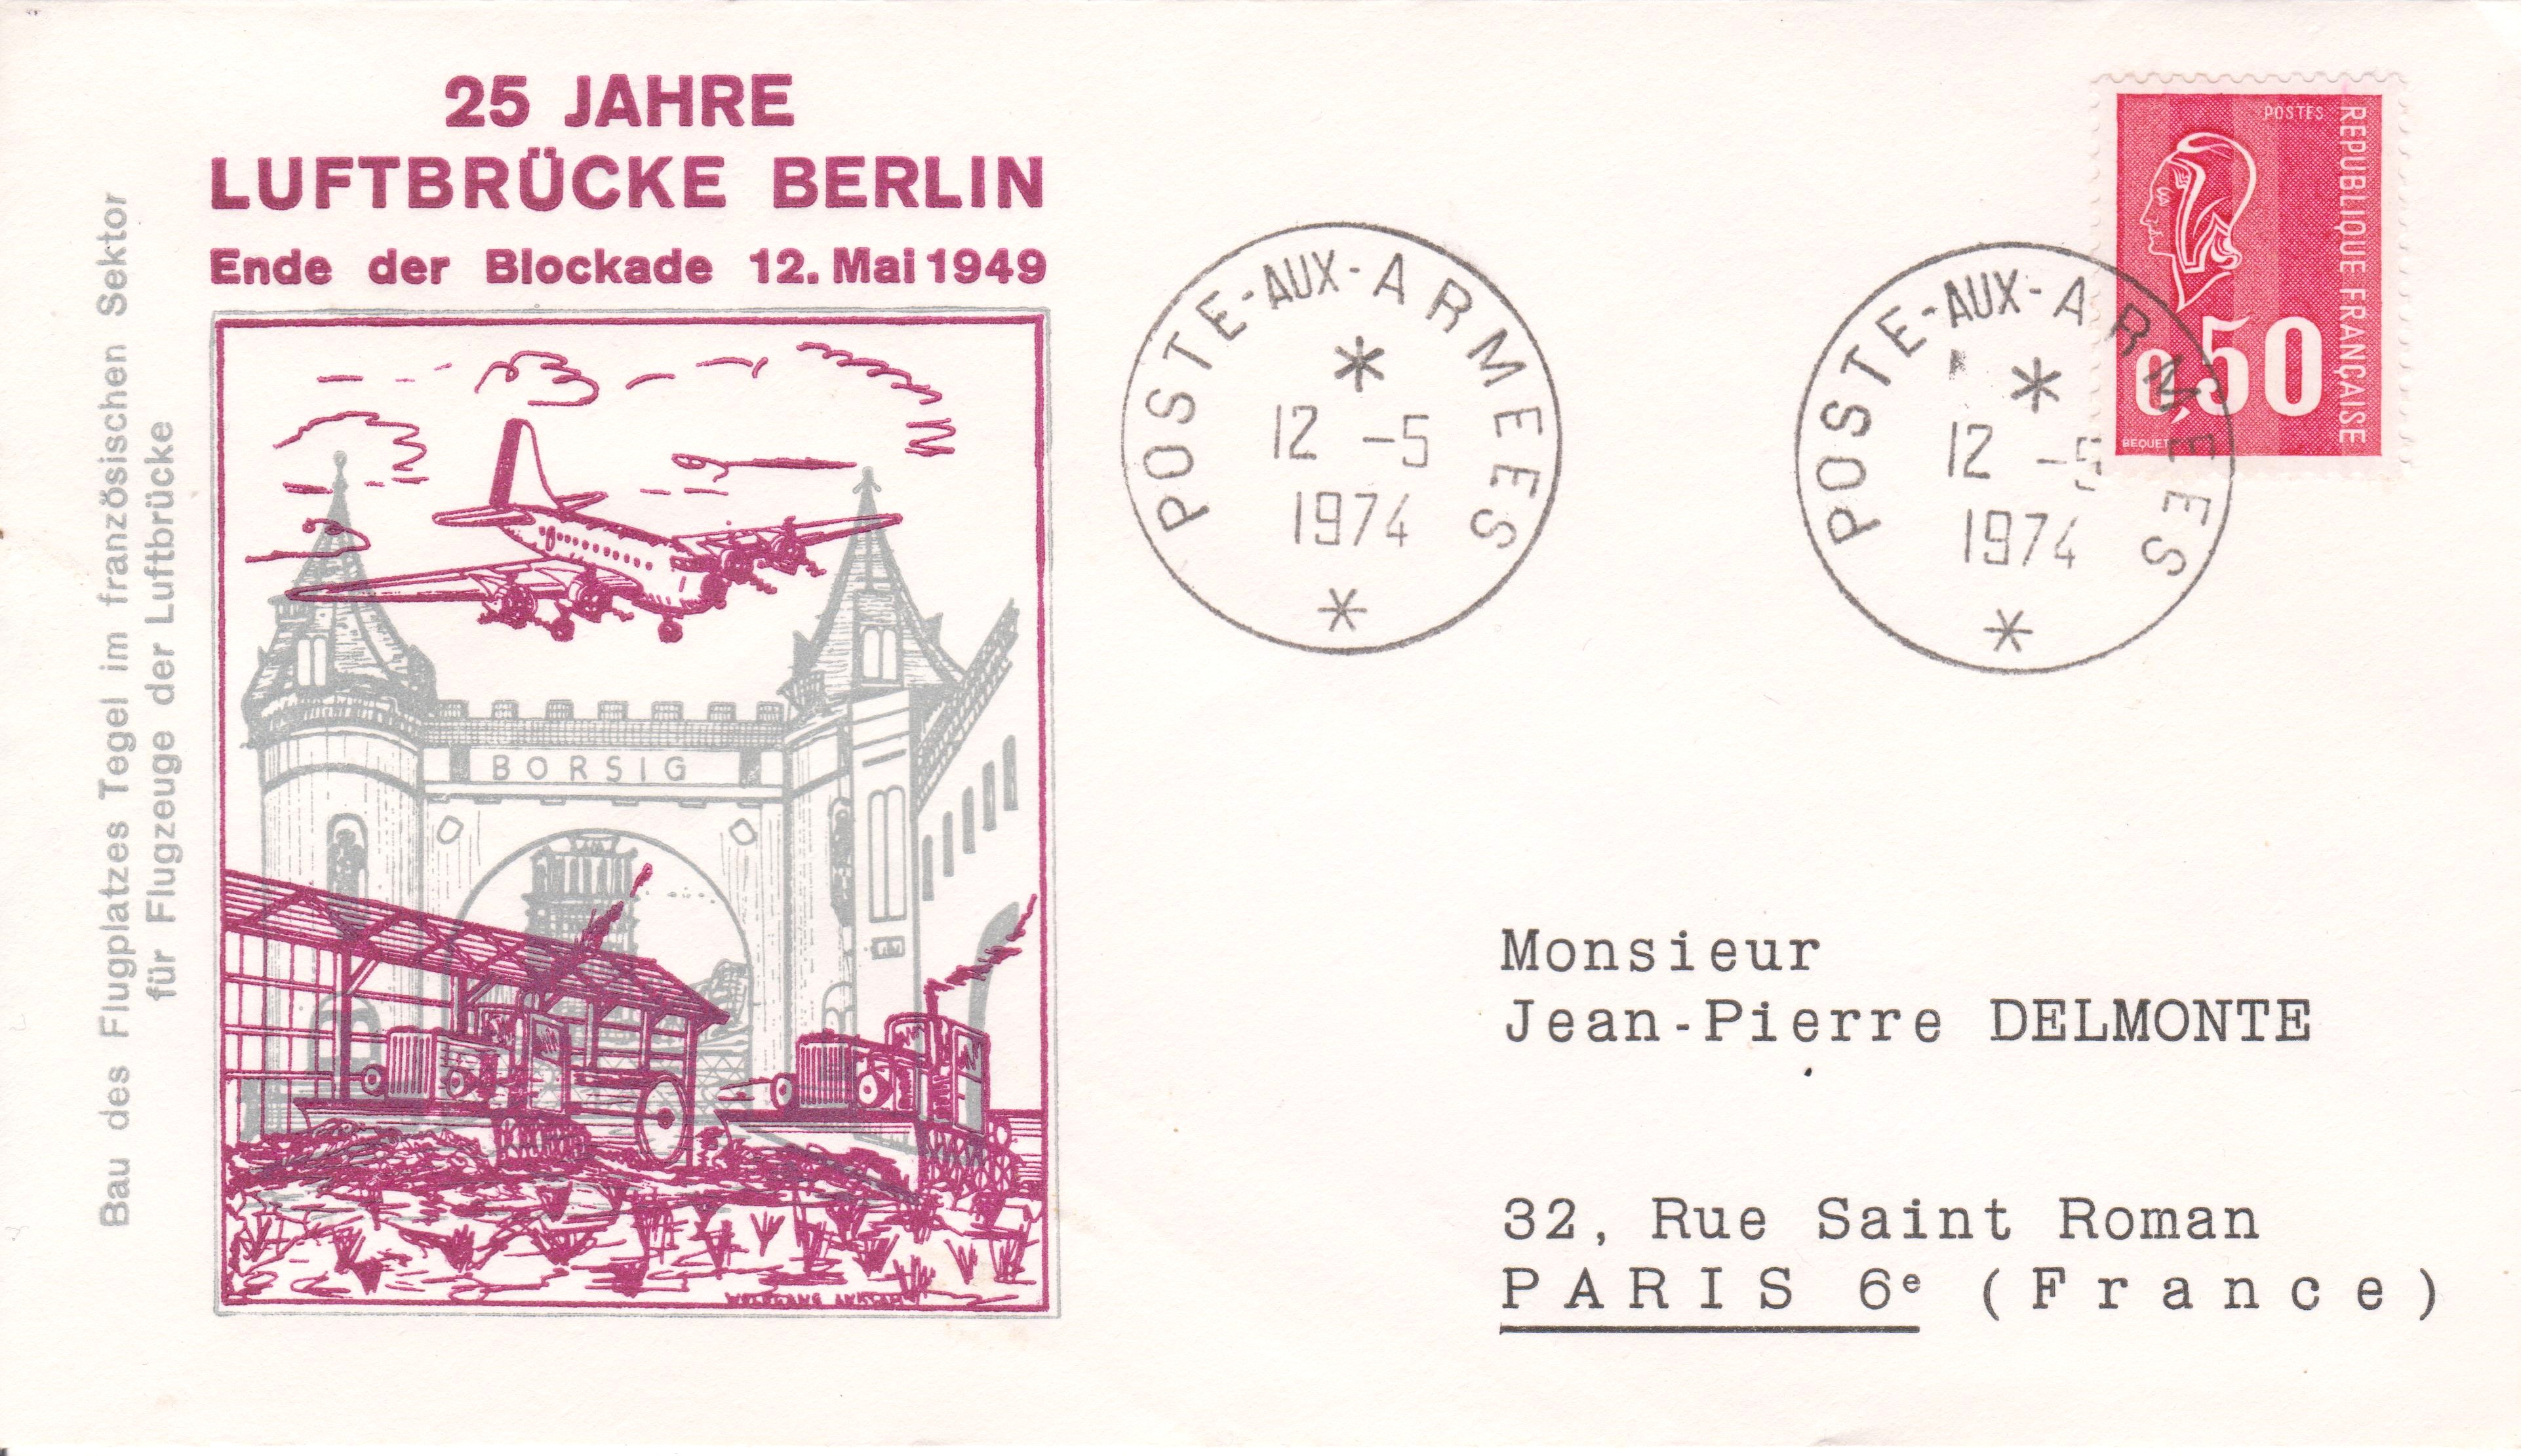 25 JAHRE
LUFTBRÜCKE BERLIN
Ende der Blockade 12. Mai 1949
Bau des Flugplatzes Tegel im französischen Sektor
für Flugzeuge der Luftbrücke
BORSIG
WOLFGANG
POSTE-AUX-ARMEES
12 -5
1974
POSTE-AUX-ARMEES
12 -5
1974
POSTES
REPUBLIQUE FRANÇAISE
0,50
BEQUET
Monsieur
Jean-Pierre DELMONTE
32, Rue Saint Roman
PARIS 6e (France)